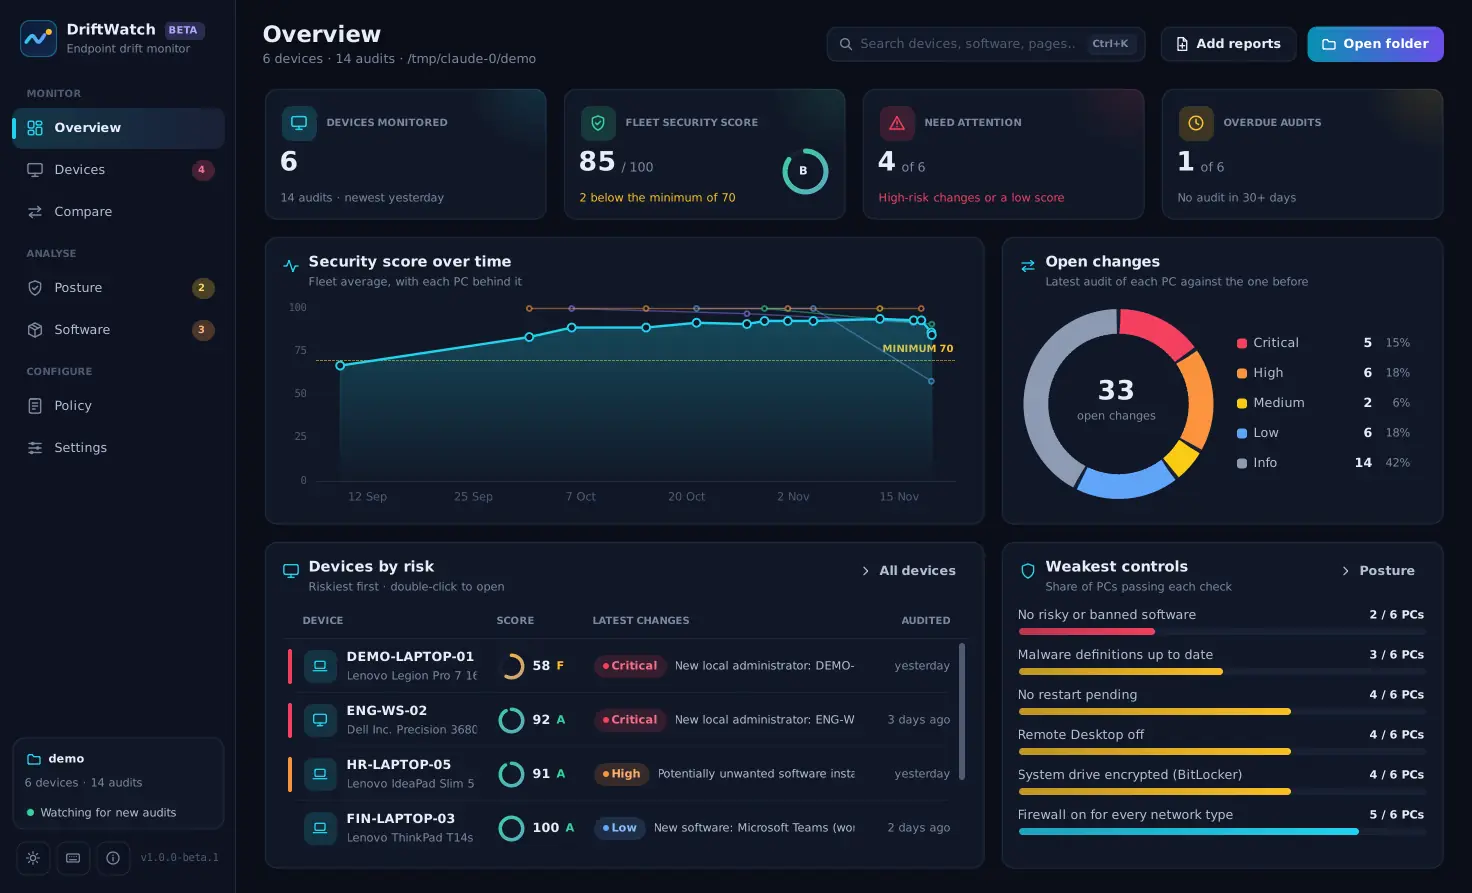 DriftWatch BETA
Endpoint drift monitor
MONITOR
Overview
Devices 4
Compare
ANALYSE
Posture 2
Software 3
CONFIGURE
Policy
Settings
demo
6 devices · 14 audits
Watching for new audits
v1.0.0-beta.1
Overview
6 devices · 14 audits · /tmp/claude-0/demo
Search devices, software, pages.. Ctrl+K
Add reports
Open folder
DEVICES MONITORED
6
14 audits · newest yesterday
FLEET SECURITY SCORE
85 / 100
B
2 below the minimum of 70
NEED ATTENTION
4 of 6
High-risk changes or a low score
OVERDUE AUDITS
1 of 6
No audit in 30+ days
Security score over time
Fleet average, with each PC behind it
100
75
50
25
0
MINIMUM 70
12 Sep 25 Sep 7 Oct 20 Oct 2 Nov 15 Nov
Open changes
Latest audit of each PC against the one before
33
open changes
Critical 5 15%
High 6 18%
Medium 2 6%
Low 6 18%
Info 14 42%
Devices by risk
Riskiest first · double-click to open
All devices
DEVICE SCORE LATEST CHANGES AUDITED
DEMO-LAPTOP-01
Lenovo Legion Pro 7 16
58 F Critical New local administrator: DEMO- yesterday
ENG-WS-02
Dell Inc. Precision 3680
92 A Critical New local administrator: ENG-W 3 days ago
HR-LAPTOP-05
Lenovo IdeaPad Slim 5
91 A High Potentially unwanted software insta yesterday
FIN-LAPTOP-03
Lenovo ThinkPad T14s
100 A Low New software: Microsoft Teams (wor 2 days ago
Weakest controls
Share of PCs passing each check
Posture
No risky or banned software 2 / 6 PCs
Malware definitions up to date 3 / 6 PCs
No restart pending 4 / 6 PCs
Remote Desktop off 4 / 6 PCs
System drive encrypted (BitLocker) 4 / 6 PCs
Firewall on for every network type 5 / 6 PCs